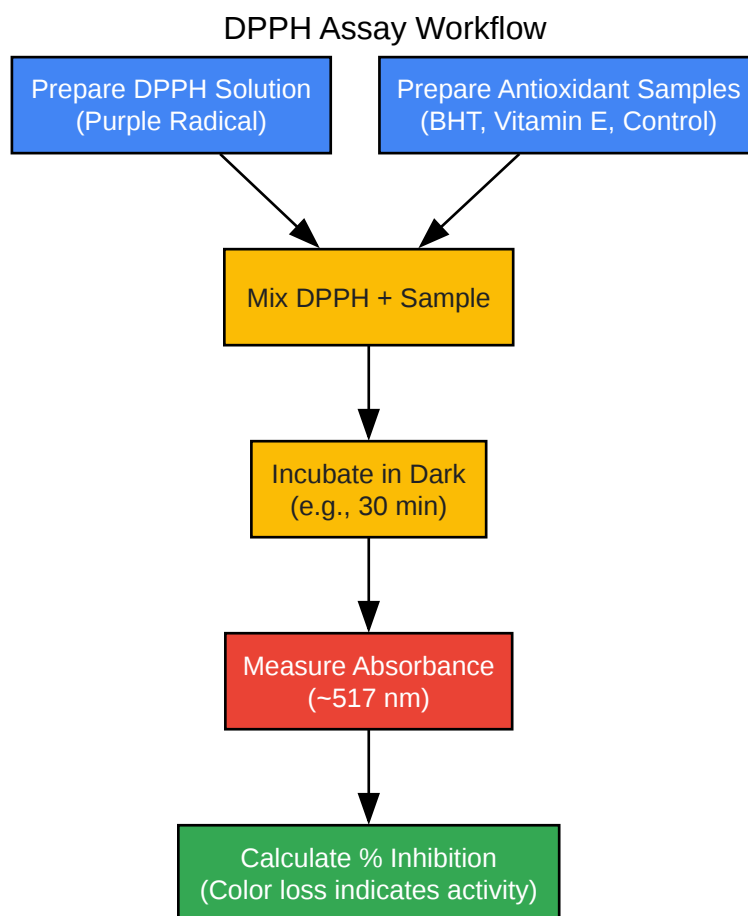 DPPH Assay Workflow
Prepare DPPH Solution
(Purple Radical)
Prepare Antioxidant Samples
(BHT, Vitamin E, Control)
Mix DPPH + Sample
Incubate in Dark
(e.g., 30 min)
Measure Absorbance
(~517 nm)
Calculate % Inhibition
(Color loss indicates activity)